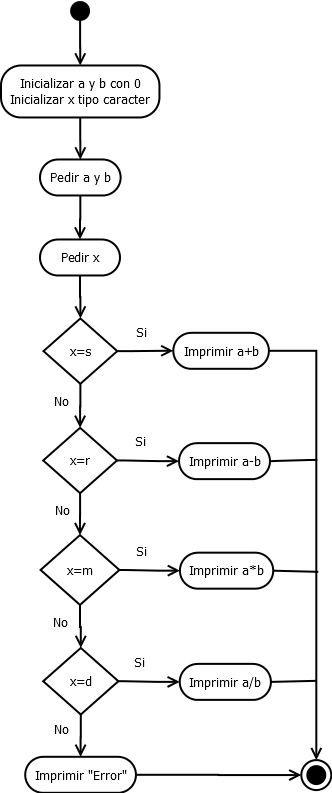 Inicializar a y b con 0
Inicializar x tipo caracter
Pedir a y b
Pedir x
x=s
Si
Imprimir a+b
No
x=r
Si
Imprimir a-b
No
x=m
Si
Imprimir a*b
No
x=d
Si
Imprimir a/b
No
Imprimir "Error"